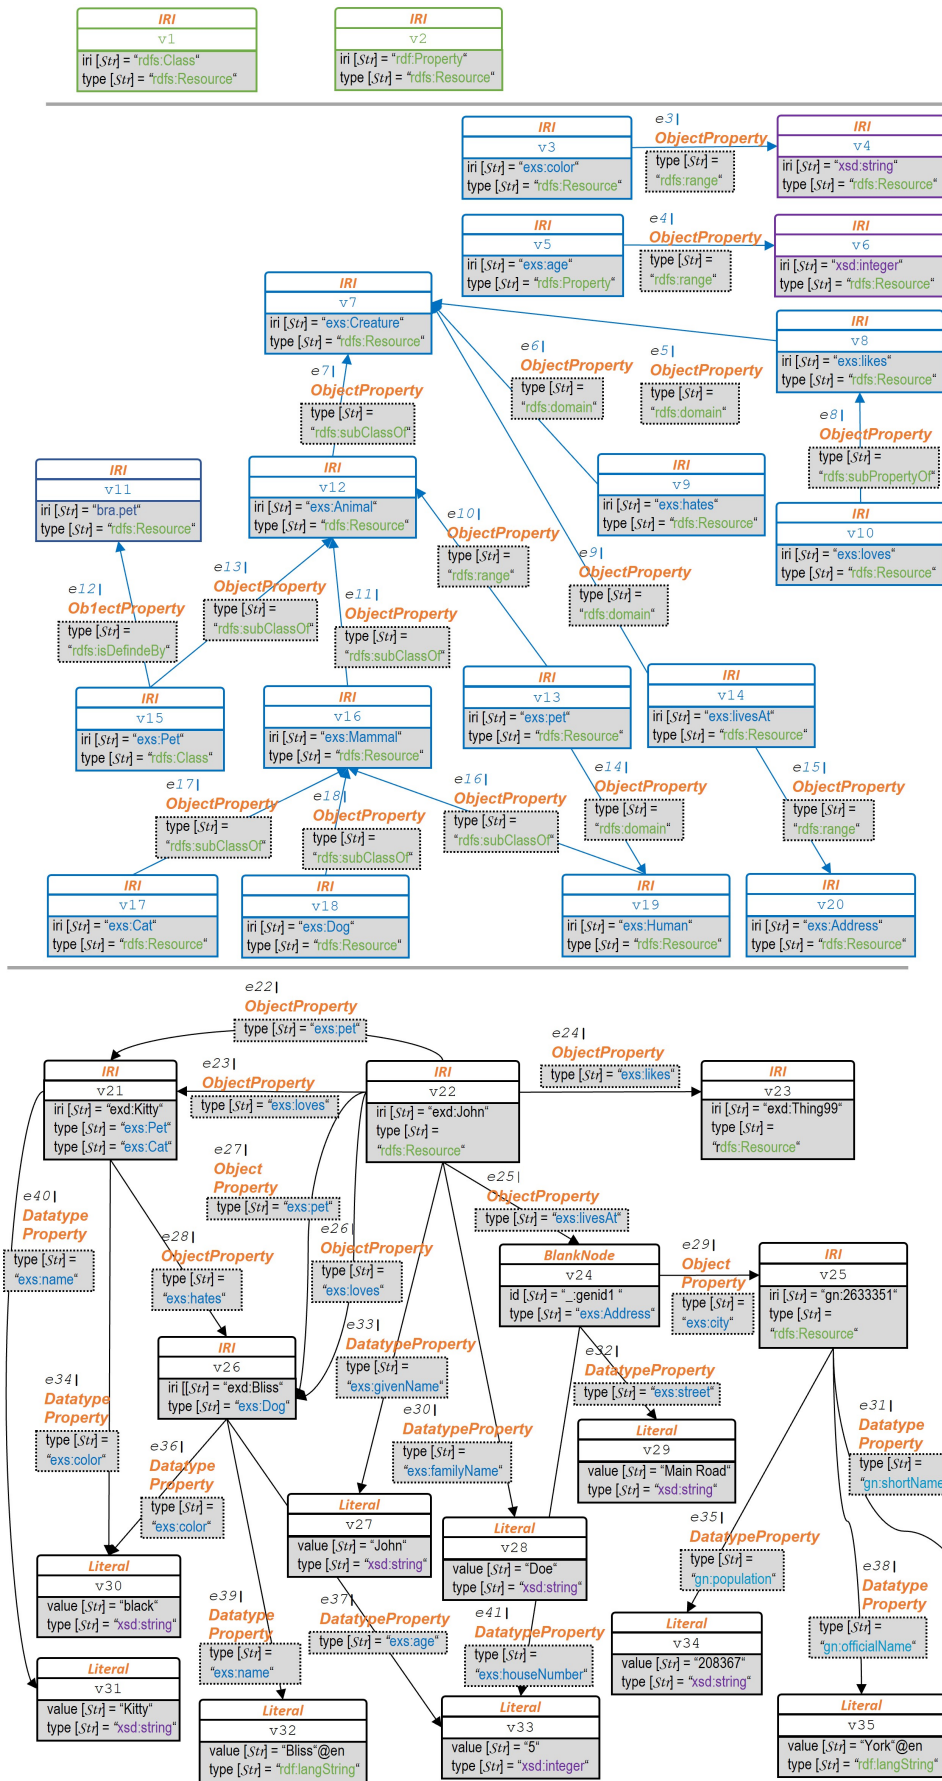 IRI
v1
iri [Str] = “rdfs:Class“
type [Str] = “rdfs:Resource“
IRI
v2
iri [Str] = “rdf:Property“
type [Str] = “rdfs:Resource“
IRI
v3
iri [Str] = “exs:color“
type [Str] = “rdfs:Resource“
e3|
ObjectProperty
type [Str] =
“rdfs:range“
IRI
v4
iri [Str] = “xsd:string“
type [Str] = “rdfs:Resource“
IRI
v5
iri [Str] = “exs:age“
type [Str] = “rdfs:Property“
e4|
ObjectProperty
type [Str] =
“rdfs:range“
IRI
v6
iri [Str] = “xsd:integer“
type [Str] = “rdfs:Resource“
IRI
v7
iri [Str] = “exs:Creature“
type [Str] = “rdfs:Resource“
IRI
v8
iri [Str] = “exs:likes“
type [Str] = “rdfs:Resource“
e7|
ObjectProperty
type [Str] =
“rdfs:subClassOf“
e6|
ObjectProperty
type [Str] =
“rdfs:domain“
e5|
ObjectProperty
type [Str] =
“rdfs:domain“
e8|
ObjectProperty
type [Str] =
“rdfs:subPropertyOf“
IRI
v11
iri [Str] = “bra.pet“
type [Str] = “rdfs:Resource“
IRI
v12
iri [Str] = “exs:Animal“
type [Str] = “rdfs:Resource“
IRI
v9
iri [Str] = “exs:hates“
type [Str] = “rdfs:Resource“
IRI
v10
iri [Str] = “exs:loves“
type [Str] = “rdfs:Resource“
e10|
ObjectProperty
type [Str] =
“rdfs:range“
e9|
ObjectProperty
type [Str] =
“rdfs:domain“
e13|
ObjectProperty
type [Str] =
“rdfs:subClassOf“
e12|
Ob1ectProperty
type [Str] =
“rdfs:isDefindeBy“
e11|
ObjectProperty
type [Str] =
“rdfs:subClassOf“
IRI
v15
iri [Str] = “exs:Pet“
type [Str] = “rdfs:Class“
IRI
v16
iri [Str] = “exs:Mammal“
type [Str] = “rdfs:Resource“
IRI
v13
iri [Str] = “exs:pet“
type [Str] = “rdfs:Resource“
IRI
v14
iri [Str] = “exs:livesAt“
type [Str] = “rdfs:Resource“
e17|
ObjectProperty
type [Str] =
“rdfs:subClassOf“
e18|
ObjectProperty
type [Str] =
“rdfs:subClassOf“
e16|
ObjectProperty
type [Str] =
“rdfs:subClassOf“
e14|
ObjectProperty
type [Str] =
“rdfs:domain“
e15|
ObjectProperty
type [Str] =
“rdfs:range“
IRI
v17
iri [Str] = “exs:Cat“
type [Str] = “rdfs:Resource“
IRI
v18
iri [Str] = “exs:Dog“
type [Str] = “rdfs:Resource“
IRI
v19
iri [Str] = “exs:Human“
type [Str] = “rdfs:Resource“
IRI
v20
iri [Str] = “exs:Address“
type [Str] = “rdfs:Resource“
e22|
ObjectProperty
type [Str] = “exs:pet“
IRI
v21
iri [Str] = “exd:Kitty“
type [Str] = “exs:Pet“
type [Str] = “exs:Cat“
e23|
ObjectProperty
type [Str] = “exs:loves“
IRI
v22
iri [Str] = “exd:John“
type [Str] =
“rdfs:Resource“
e24|
ObjectProperty
type [Str] = “exs:likes“
IRI
v23
iri [Str] = “exd:Thing99“
type [Str] =
“rdfs:Resource“
e27|
Object
Property
type [Str] = “exs:pet“
e25|
ObjectProperty
type [Str] = “exs:livesAt“
e40|
Datatype
Property
type [Str] =
“exs:name“
e28|
ObjectProperty
type [Str] =
“exs:hates“
e26|
ObjectProperty
type [Str] =
“exs:loves“
BlankNode
v24
id [Str] = “_:genid1 “
type [Str] = “exs:Address“
e29|
Object
Property
type [Str] =
“exs:city“
IRI
v25
iri [Str] = “gn:2633351“
type [Str] =
“rdfs:Resource“
IRI
v26
iri [[Str] = “exd:Bliss“
type [Str] = “exs:Dog“
e33|
DatatypeProperty
type [Str] =
“exs:givenName“
e32|
DatatypeProperty
type [Str] = “exs:street“
e30|
DatatypeProperty
type [Str] =
“exs:familyName“
e34|
Datatype
Property
type [Str] =
“exs:color“
e36|
Datatype
Property
type [Str] =
“exs:color“
Literal
v29
value [Str] = “Main Road“
type [Str] = “xsd:string“
e31|
Datatype
Property
type [Str] =
“gn:shortName
Literal
v27
value [Str] = “John“
type [Str] = “xsd:string“
Literal
v28
value [Str] = “Doe“
type [Str] = “xsd:string“
e35|
DatatypeProperty
type [Str] =
“gn:population“
e38|
Datatype
Property
type [Str] =
“gn:officialName“
Literal
v30
value [Str] = “black“
type [Str] = “xsd:string“
e39|
Datatype
Property
type [Str] =
“exs:name“
e37|
DatatypeProperty
type [Str] = “exs:age“
e41|
DatatypeProperty
type [Str] =
“exs:houseNumber“
Literal
v34
value [Str] = “208367“
type [Str] = “xsd:string“
Literal
v31
value [Str] = “Kitty“
type [Str] = “xsd:string“
Literal
v32
value [Str] = “Bliss“@en
type [Str] = “rdf:langString“
Literal
v33
value [Str] = “5“
type [Str] = “xsd:integer“
Literal
v35
value [Str] = “York“@en
type [Str] = “rdf:langString“